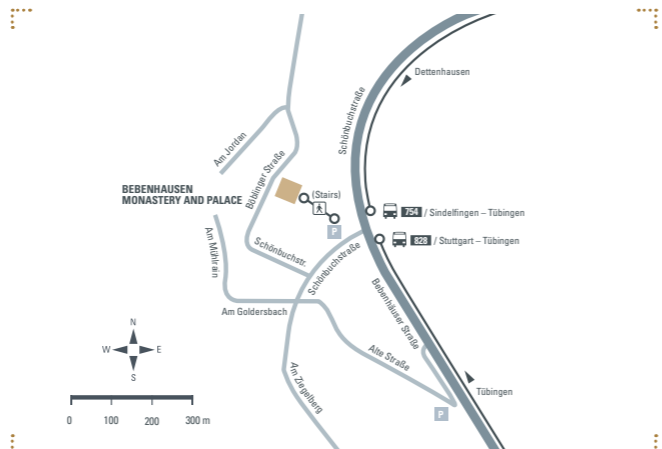 Dettenhausen
Schönbuchstraße
Am Jordan
Böblinger Straße
BEBENHAUSEN
MONASTERY AND PALACE
(Stairs)
P
754 / Sindelfingen – Tübingen
828 / Stuttgart – Tübingen
Am Mühlrain
Schönbuchstr.
Schönbuchstraße
Am Goldersbach
Bebenhäuser Straße
Alte Straße
Am Ziegelberg
Tübingen
P
N
W E
S
0 100 200 300 m